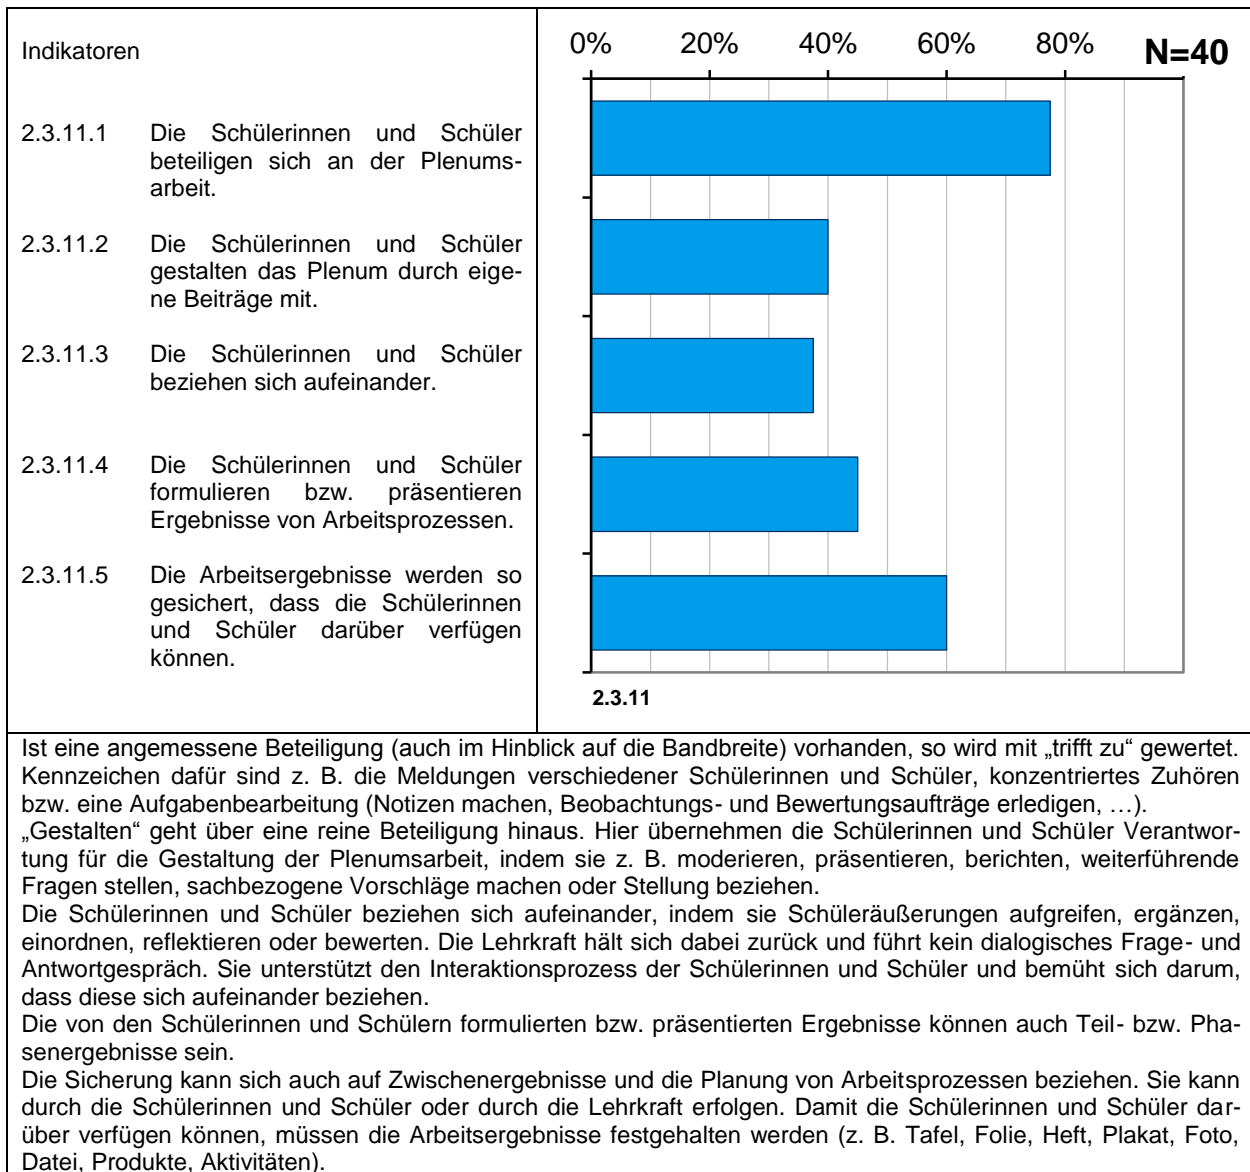 Indikatoren
0% 20% 40% 60% 80% N=40
2.3.11.1 Die Schülerinnen und Schüler
beteiligen sich an der Plenums-
arbeit.
2.3.11.2 Die Schülerinnen und Schüler
gestalten das Plenum durch eige-
ne Beiträge mit.
2.3.11.3 Die Schülerinnen und Schüler
beziehen sich aufeinander.
2.3.11.4 Die Schülerinnen und Schüler
formulieren bzw. präsentieren
Ergebnisse von Arbeitsprozessen.
2.3.11.5 Die Arbeitsergebnisse werden so
gesichert, dass die Schülerinnen
und Schüler darüber verfügen
können.
2.3.11
Ist eine angemessene Beteiligung (auch im Hinblick auf die Bandbreite) vorhanden, so wird mit „trifft zu“ gewertet.
Kennzeichen dafür sind z. B. die Meldungen verschiedener Schülerinnen und Schüler, konzentriertes Zuhören
bzw. eine Aufgabenbearbeitung (Notizen machen, Beobachtungs- und Bewertungsaufträge erledigen, …).
„Gestalten“ geht über eine reine Beteiligung hinaus. Hier übernehmen die Schülerinnen und Schüler Verantwor-
tung für die Gestaltung der Plenumsarbeit, indem sie z. B. moderieren, präsentieren, berichten, weiterführende
Fragen stellen, sachbezogene Vorschläge machen oder Stellung beziehen.
Die Schülerinnen und Schüler beziehen sich aufeinander, indem sie Schüleräußerungen aufgreifen, ergänzen,
einordnen, reflektieren oder bewerten. Die Lehrkraft hält sich dabei zurück und führt kein dialogisches Frage- und
Antwortgespräch. Sie unterstützt den Interaktionsprozess der Schülerinnen und Schüler und bemüht sich darum,
dass diese sich aufeinander beziehen.
Die von den Schülerinnen und Schülern formulierten bzw. präsentierten Ergebnisse können auch Teil- bzw. Pha-
senergebnisse sein.
Die Sicherung kann sich auch auf Zwischenergebnisse und die Planung von Arbeitsprozessen beziehen. Sie kann
durch die Schülerinnen und Schüler oder durch die Lehrkraft erfolgen. Damit die Schülerinnen und Schüler dar-
über verfügen können, müssen die Arbeitsergebnisse festgehalten werden (z. B. Tafel, Folie, Heft, Plakat, Foto,
Datei, Produkte, Aktivitäten).